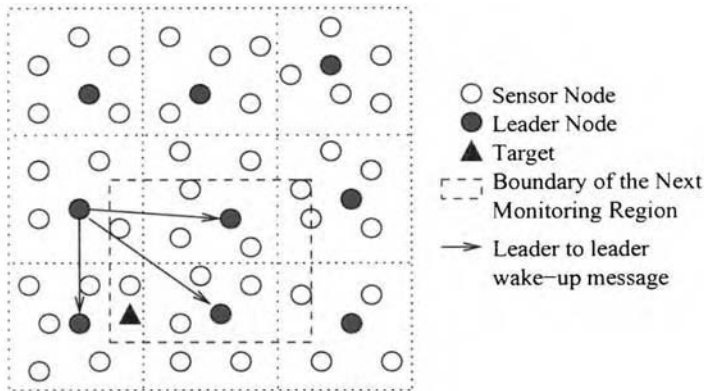 Sensor Node
Leader Node
Target
Boundary of the Next
Monitoring Region
Leader to leader
wake−up message